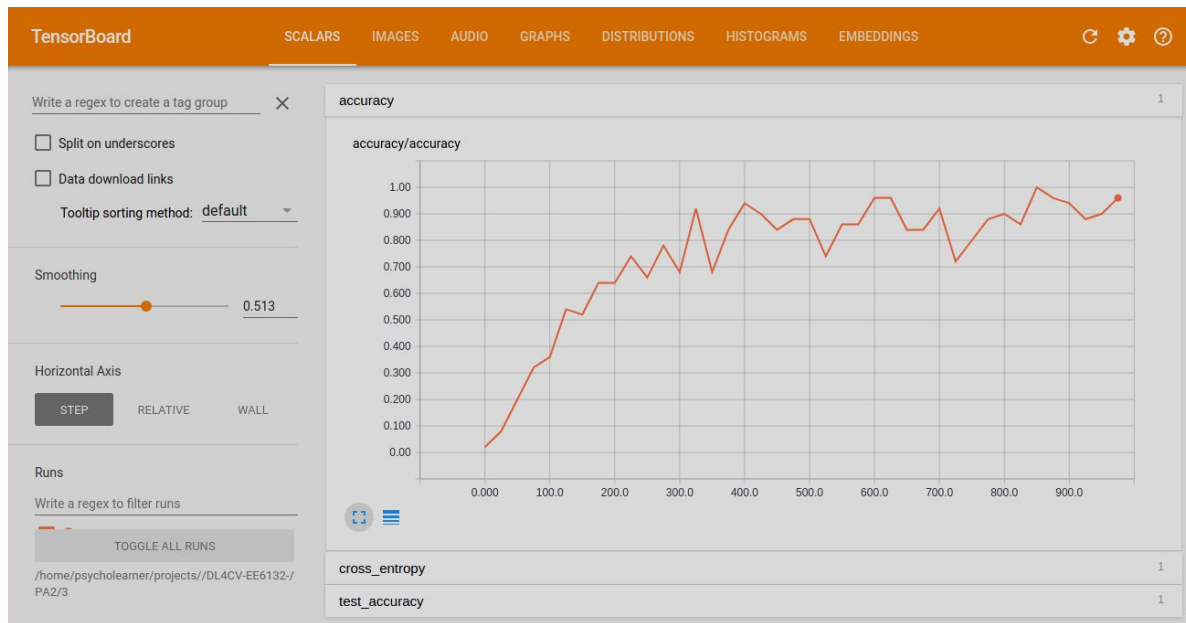 TensorBoard
SCALARS IMAGES AUDIO GRAPHS DISTRIBUTIONS HISTOGRAMS EMBEDDINGS
Write a regex to create a tag group
Split on underscores
Data download links
Tooltip sorting method: default
Smoothing
0.513
Horizontal Axis
STEP RELATIVE WALL
Runs
Write a regex to filter runs
TOGGLE ALL RUNS
/home/psycholearner/projects//DL4CV-EE6132-/
PA2/3
accuracy 1
accuracy/accuracy
1.00
0.900
0.800
0.700
0.600
0.500
0.400
0.300
0.200
0.100
0.00
0.000 100.0 200.0 300.0 400.0 500.0 600.0 700.0 800.0 900.0
cross_entropy 1
test_accuracy 1